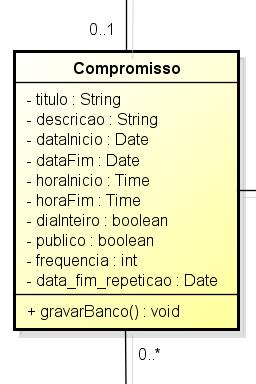 0..1
Compromisso
- titulo : String
- descricao : String
- dataInicio : Date
- dataFim : Date
- horaInicio : Time
- horaFim : Time
- diaInteiro : boolean
- publico : boolean
- frequencia : int
- data_fim_repeticao : Date
+ gravarBanco() : void
0..*